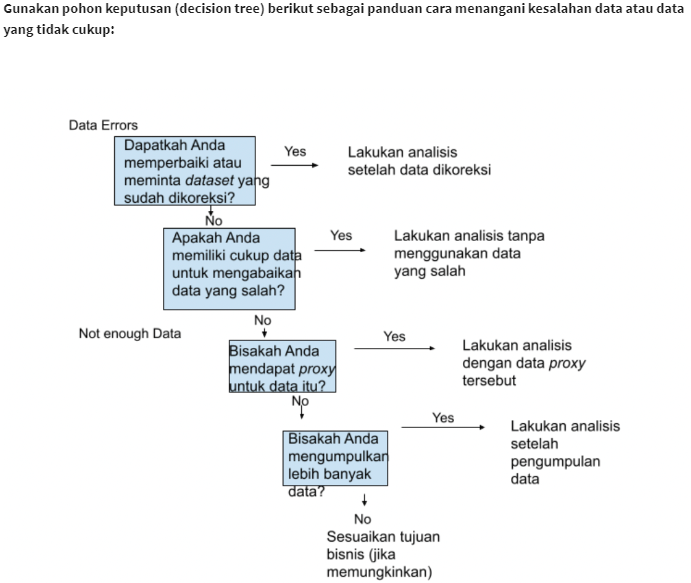 Gunakan pohon keputusan (decision tree) berikut sebagai panduan cara menangani kesalahan data atau data
yang tidak cukup:
Data Errors
Dapatkah Anda
memperbaiki atau
meminta dataset yang
sudah dikoreksi?
Yes
Lakukan analisis
setelah data dikoreksi
No
Apakah Anda
memiliki cukup data
untuk mengabaikan
data yang salah?
Yes
Lakukan analisis tanpa
menggunakan data
yang salah
No
Not enough Data
Bisakah Anda
mendapat proxy
untuk data itu?
Yes
Lakukan analisis
dengan data proxy
tersebut
No
Bisakah Anda
mengumpulkan
lebih banyak
data?
Yes
Lakukan analisis
setelah
pengumpulan
data
No
Sesuaikan tujuan
bisnis (jika
memungkinkan)